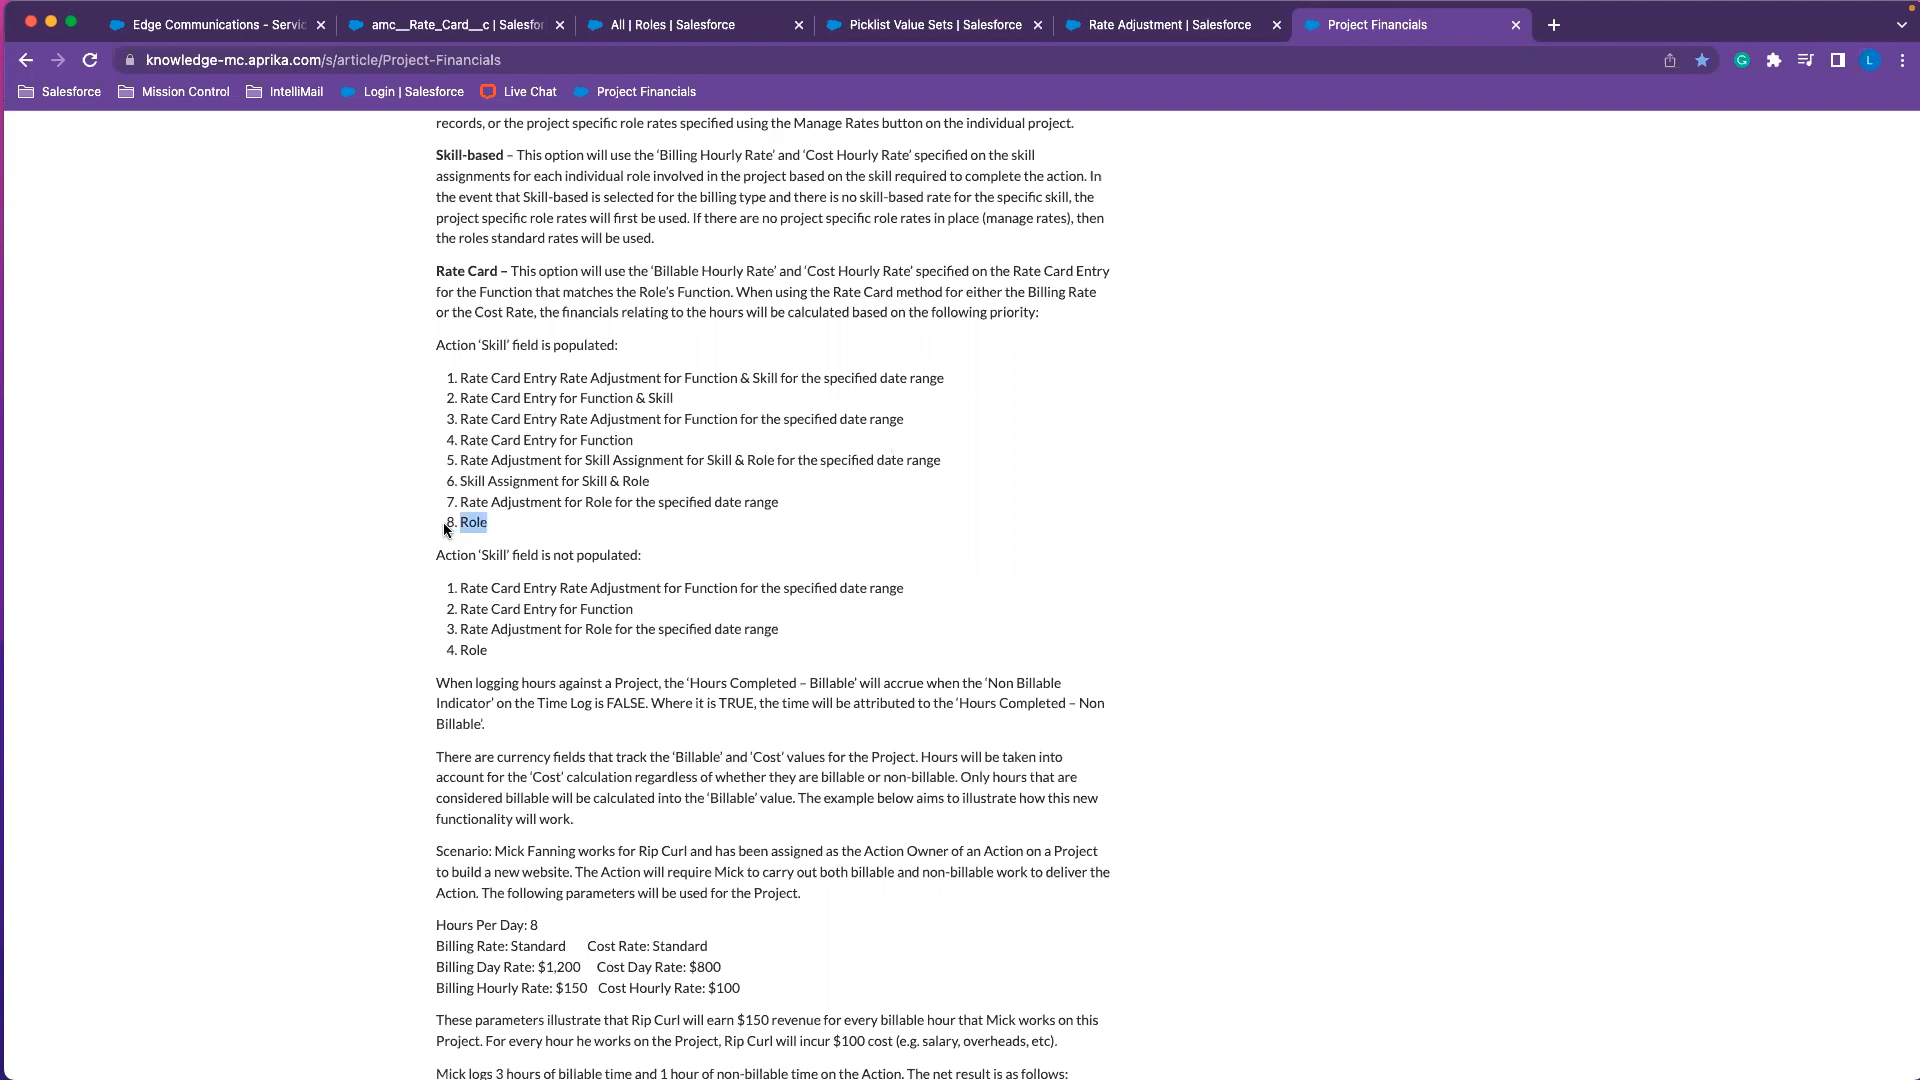 Edge Communications - Servic
amc__Rate_Card__c | Salesfor
All | Roles | Salesforce
Picklist Value Sets | Salesforce
Rate Adjustment | Salesforce
Project Financials
knowledge-mc.aprika.com/s/article/Project-Financials
L
Salesforce
Mission Control
IntelliMail
Login | Salesforce
Live Chat
Project Financials
records, or the project specific role rates specified using the Manage Rates button on the individual project.
Skill-based – This option will use the ‘Billing Hourly Rate’ and ‘Cost Hourly Rate’ specified on the skill
assignments for each individual role involved in the project based on the skill required to complete the action. In
the event that Skill-based is selected for the billing type and there is no skill-based rate for the specific skill, the
project specific role rates will first be used. If there are no project specific role rates in place (manage rates), then
the roles standard rates will be used.
Rate Card – This option will use the ‘Billable Hourly Rate’ and ‘Cost Hourly Rate’ specified on the Rate Card Entry
for the Function that matches the Role’s Function. When using the Rate Card method for either the Billing Rate
or the Cost Rate, the financials relating to the hours will be calculated based on the following priority:
Action ‘Skill’ field is populated:
1. Rate Card Entry Rate Adjustment for Function & Skill for the specified date range
2. Rate Card Entry for Function & Skill
3. Rate Card Entry Rate Adjustment for Function for the specified date range
4. Rate Card Entry for Function
5. Rate Adjustment for Skill Assignment for Skill & Role for the specified date range
6. Skill Assignment for Skill & Role
7. Rate Adjustment for Role for the specified date range
8. Role
Action ‘Skill’ field is not populated:
1. Rate Card Entry Rate Adjustment for Function for the specified date range
2. Rate Card Entry for Function
3. Rate Adjustment for Role for the specified date range
4. Role
When logging hours against a Project, the ‘Hours Completed – Billable’ will accrue when the ‘Non Billable
Indicator’ on the Time Log is FALSE. Where it is TRUE, the time will be attributed to the ‘Hours Completed – Non
Billable’.
There are currency fields that track the ‘Billable’ and ‘Cost’ values for the Project. Hours will be taken into
account for the ‘Cost’ calculation regardless of whether they are billable or non-billable. Only hours that are
considered billable will be calculated into the ‘Billable’ value. The example below aims to illustrate how this new
functionality will work.
Scenario: Mick Fanning works for Rip Curl and has been assigned as the Action Owner of an Action on a Project
to build a new website. The Action will require Mick to carry out both billable and non-billable work to deliver the
Action. The following parameters will be used for the Project.
Hours Per Day: 8
Billing Rate: Standard Cost Rate: Standard
Billing Day Rate: $1,200 Cost Day Rate: $800
Billing Hourly Rate: $150 Cost Hourly Rate: $100
These parameters illustrate that Rip Curl will earn $150 revenue for every billable hour that Mick works on this
Project. For every hour he works on the Project, Rip Curl will incur $100 cost (e.g. salary, overheads, etc).
Mick logs 3 hours of billable time and 1 hour of non-billable time on the Action. The net result is as follows: